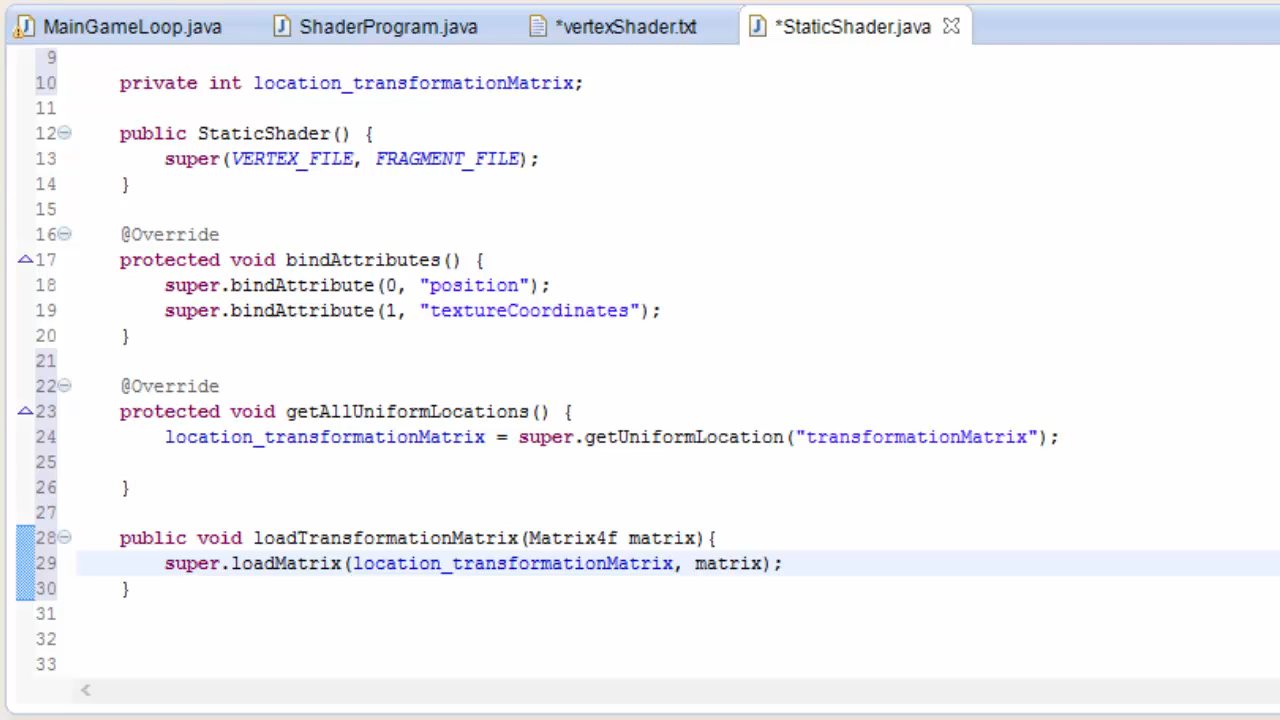 MainGameLoop.java ShaderProgram.java *vertexShader.txt *StaticShader.java
9
10 private int location_transformationMatrix;
11
12 public StaticShader() {
13 super(VERTEX_FILE, FRAGMENT_FILE);
14 }
15
16 @Override
17 protected void bindAttributes() {
18 super.bindAttribute(0, "position");
19 super.bindAttribute(1, "textureCoordinates");
20 }
21
22 @Override
23 protected void getAllUniformLocations() {
24 location_transformationMatrix = super.getUniformLocation("transformationMatrix");
25
26 }
27
28 public void loadTransformationMatrix(Matrix4f matrix){
29 super.loadMatrix(location_transformationMatrix, matrix);
30 }
31
32
33